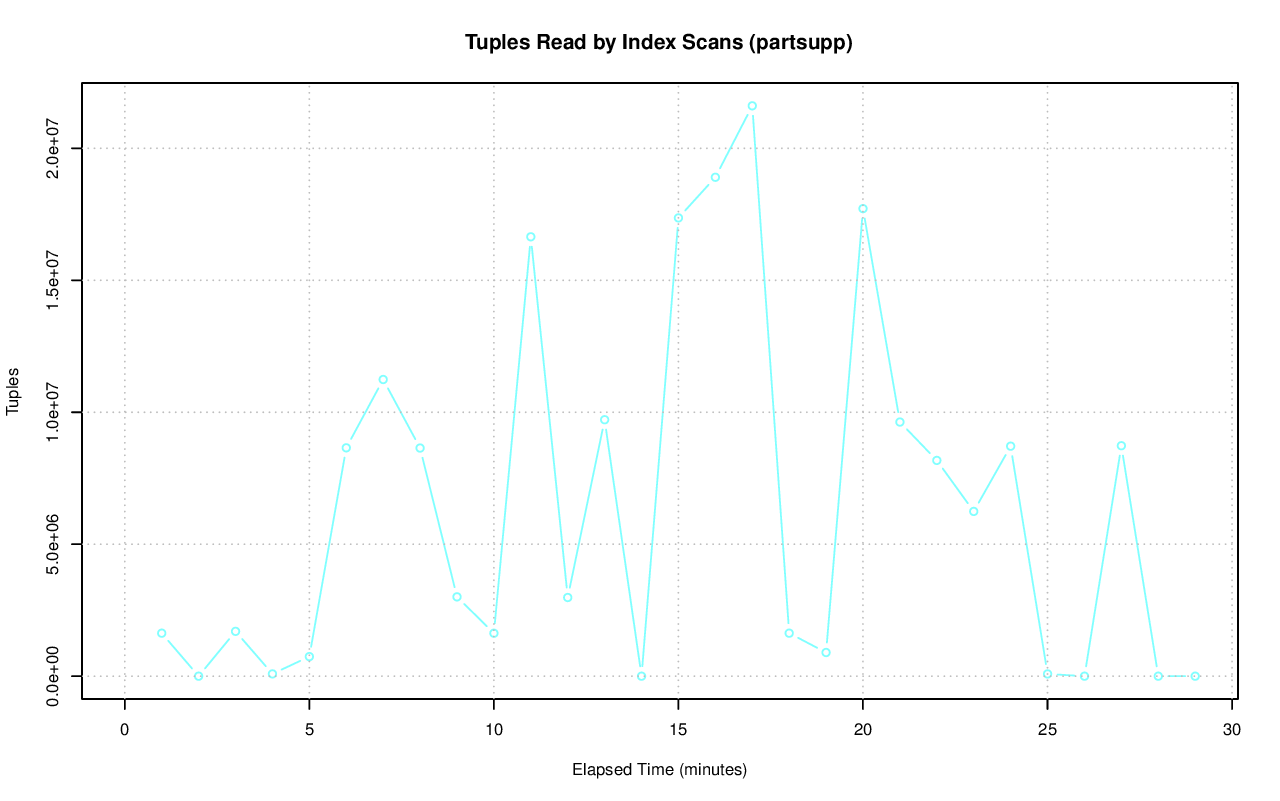 Tuples Read by Index Scans (partsupp)
Tuples
2.0e+07
1.5e+07
1.0e+07
5.0e+06
0.0e+00
0 5 10 15 20 25 30
Elapsed Time (minutes)